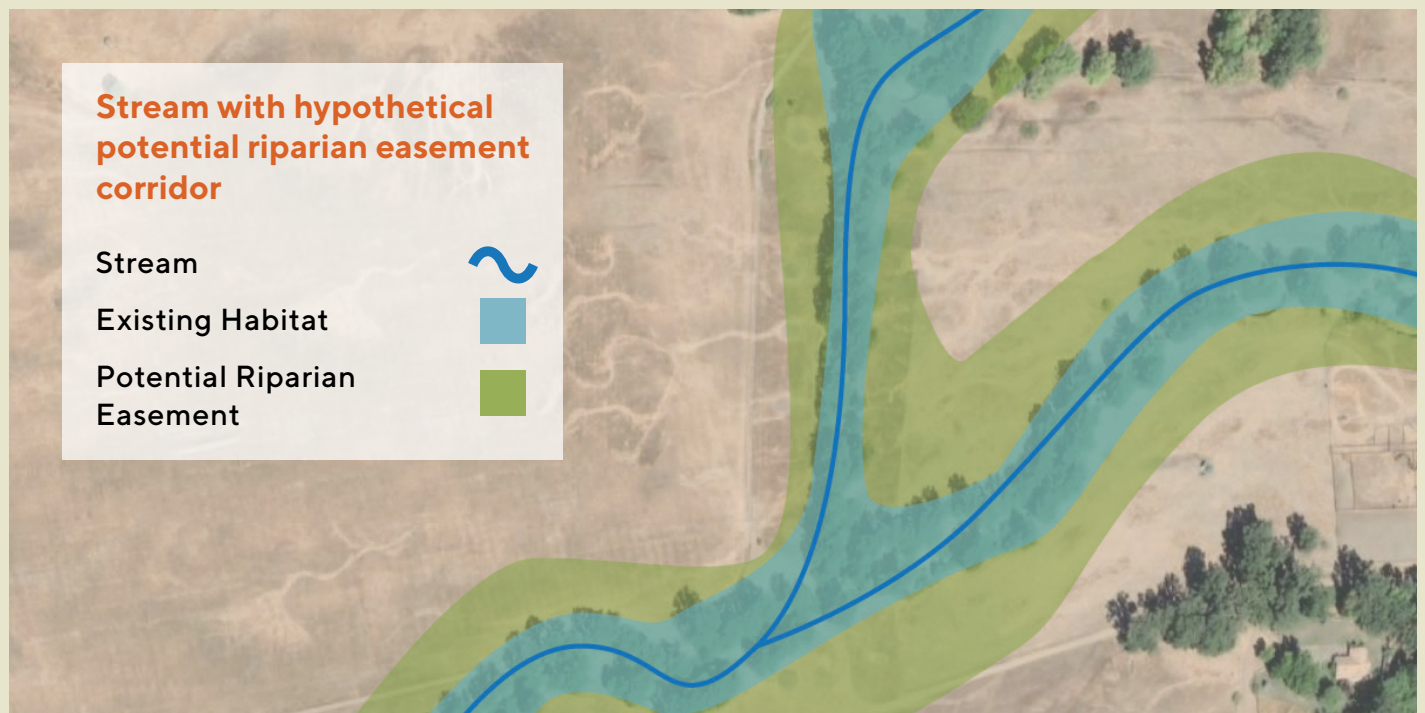 Stream with hypothetical
potential riparian easement
corridor
Stream
Existing Habitat
Potential Riparian
Easement